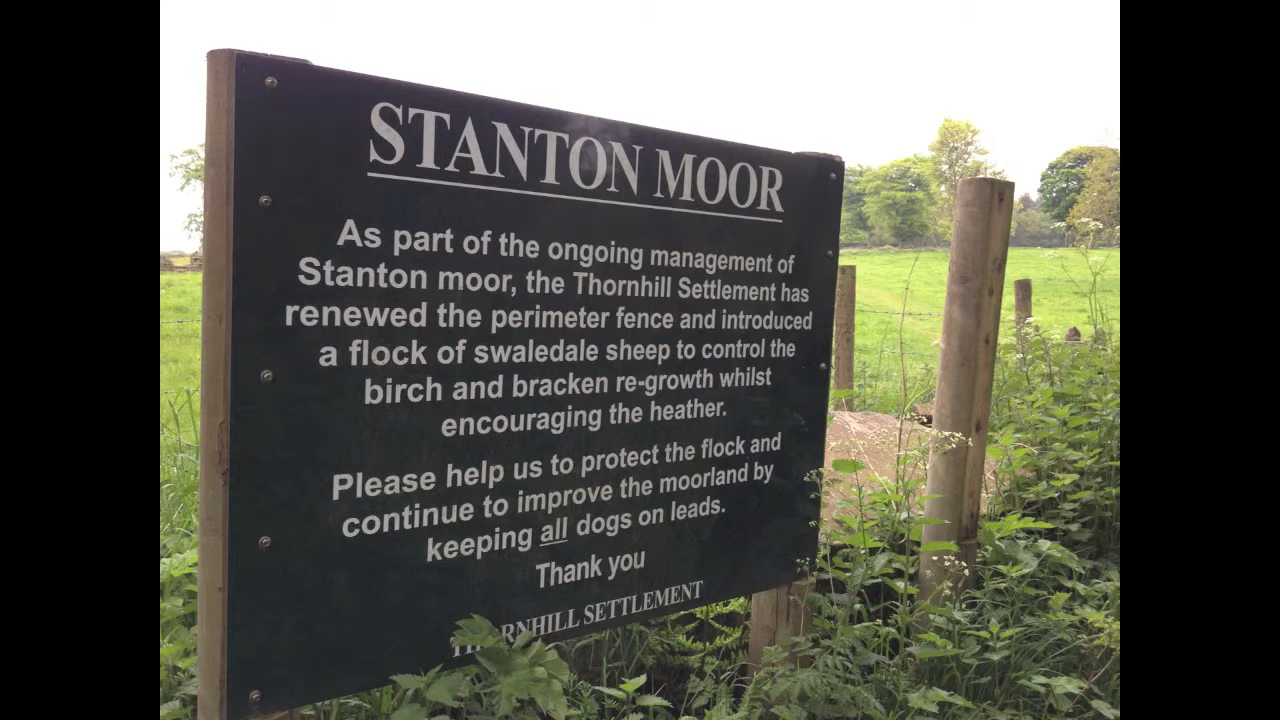 STANTON MOOR
As part of the ongoing management of
Stanton moor, the Thornhill Settlement has
renewed the perimeter fence and introduced
a flock of swaledale sheep to control the
birch and bracken re-growth whilst
encouraging the heather.
Please help us to protect the flock and
continue to improve the moorland by
keeping all dogs on leads.
Thank you
THORNHILL SETTLEMENT